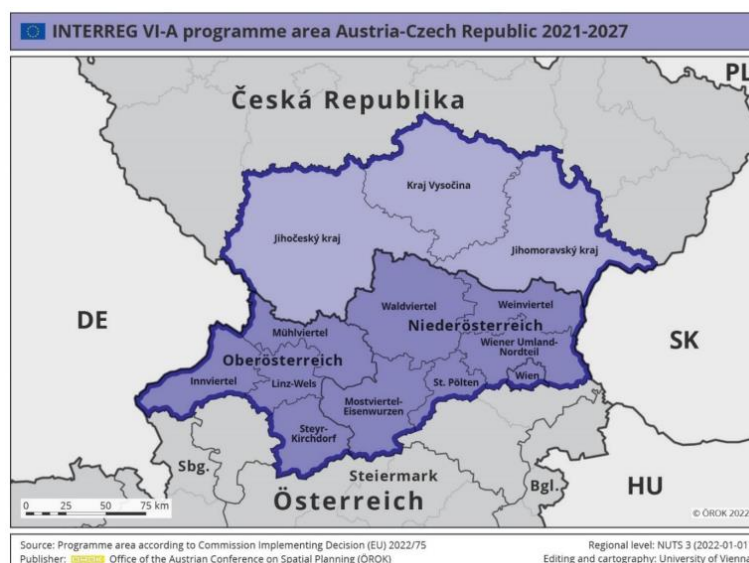 INTERREG VI-A programme area Austria-Czech Republic 2021-2027
PL
Česká Republika
Kraj Vysočina
Jihočeský kraj
Jihomoravský kraj
DE
Waldviertel
Weinviertel
Niederösterreich
Mühlviertel
SK
Wiener Umland-
Nordteil
Oberösterreich
Innviertel
Linz-Wels
St. Pölten
Wien
Mostviertel-
Eisenwurzen
Steyr-
Kirchdorf
Sbg.
Steiermark
Bgl.
HU
Österreich
0 25 50 75 km
© ÖROK 2022
Source: Programme area according to Commission Implementing Decision (EU) 2022/75
Regional level: NUTS 3 (2022-01-01
Publisher: Office of the Austrian Conference on Spatial Planning (ÖROK)
Editing and cartography: University of Vienna